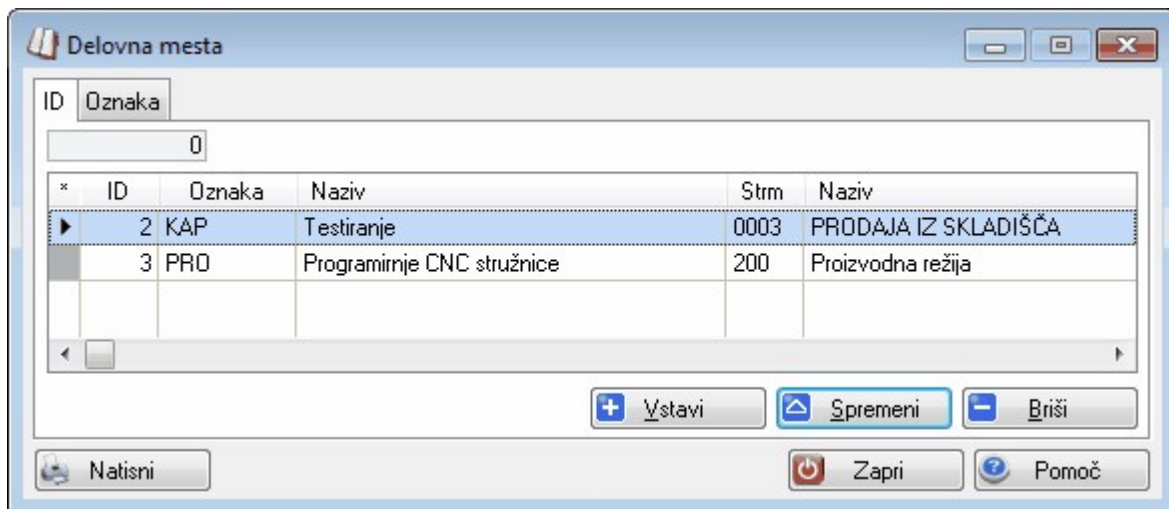 Delovna mesta
ID Oznaka
0
* ID Oznaka Naziv Strm Naziv
2 KAP Testiranje 0003 PRODAJA IZ SKLADIŠČA
3 PRO Programirnje CNC stružnice 200 Proizvodna režija
Vstavi Spremeni Briši
Natisni Zapri Pomoč